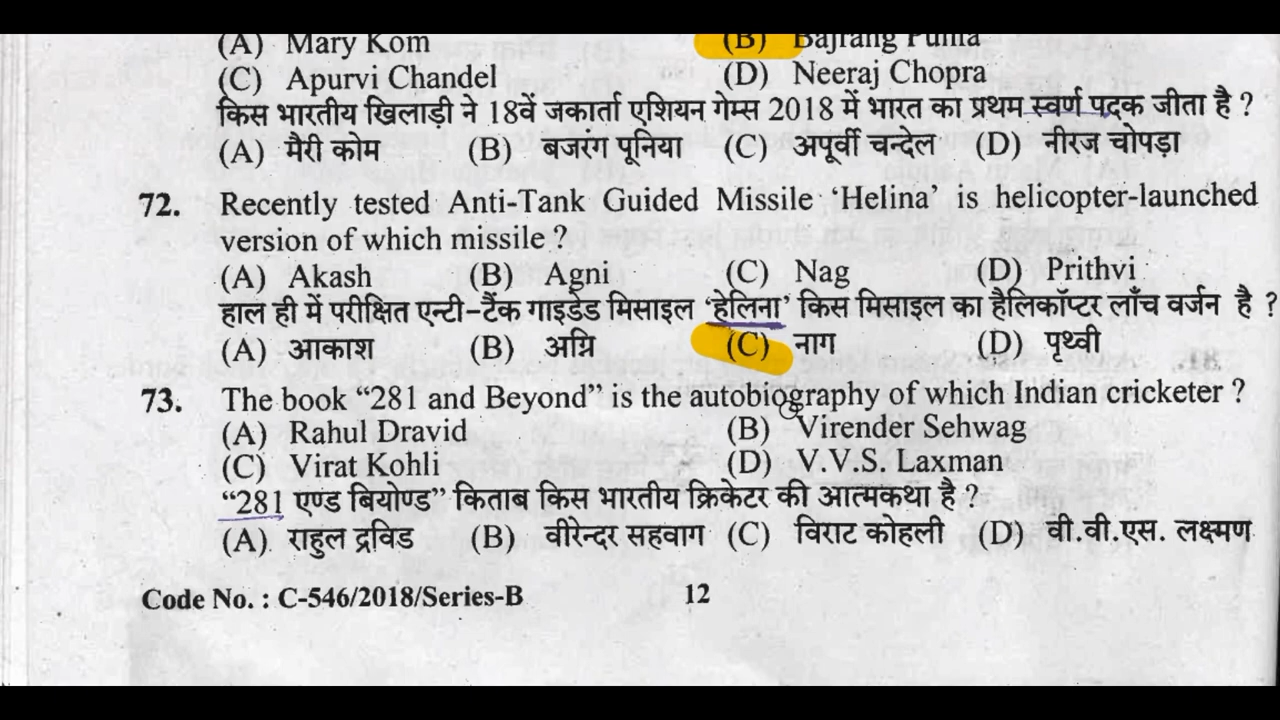 (A) Mary Kom (B) Bajrang Punia
(C) Apurvi Chandel (D) Neeraj Chopra
किस भारतीय खिलाड़ी ने 18वें जकार्ता एशियन गेम्स 2018 में भारत का प्रथम स्वर्ण पदक जीता है ?
(A) मैरी कोम (B) बजरंग पूनिया (C) अपूर्वी चन्देल (D) नीरज चोपड़ा
72. Recently tested Anti-Tank Guided Missile ‘Helina’ is helicopter-launched
version of which missile ?
(A) Akash (B) Agni (C) Nag (D) Prithvi
हाल ही में परीक्षित एन्टी-टैंक गाइडेड मिसाइल ‘हेलिना’ किस मिसाइल का हैलिकॉप्टर लाँच वर्जन है ?
(A) आकाश (B) अग्रि (C) नाग (D) पृथ्वी
73. The book “281 and Beyond” is the autobiography of which Indian cricketer ?
(A) Rahul Dravid (B) Virender Sehwag
(C) Virat Kohli (D) V.V.S. Laxman
“281 एण्ड बियोण्ड” किताब किस भारतीय क्रिकेटर की आत्मकथा है ?
(A) राहुल द्रविड (B) वीरेन्दर सहवाग (C) विराट कोहली (D) वी.वी.एस. लक्ष्मण
Code No. : C-546/2018/Series-B 12